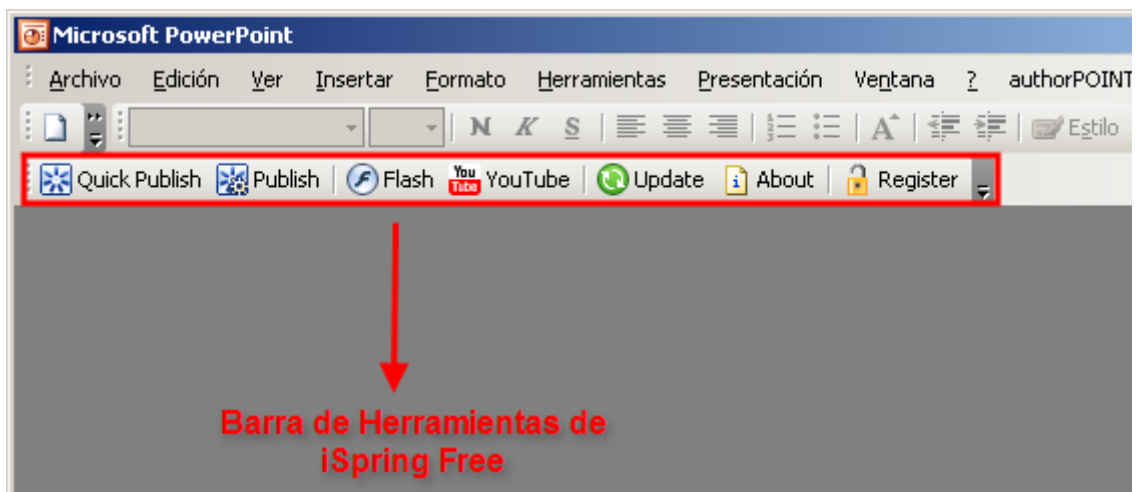 Microsoft PowerPoint
Archivo Edición Ver Insertar Formato Herramientas Presentación Ventana ? authorPOINT
N K S A Estilo
Quick Publish Publish Flash You Tube YouTube Update About Register
Barra de Herramientas de
iSpring Free